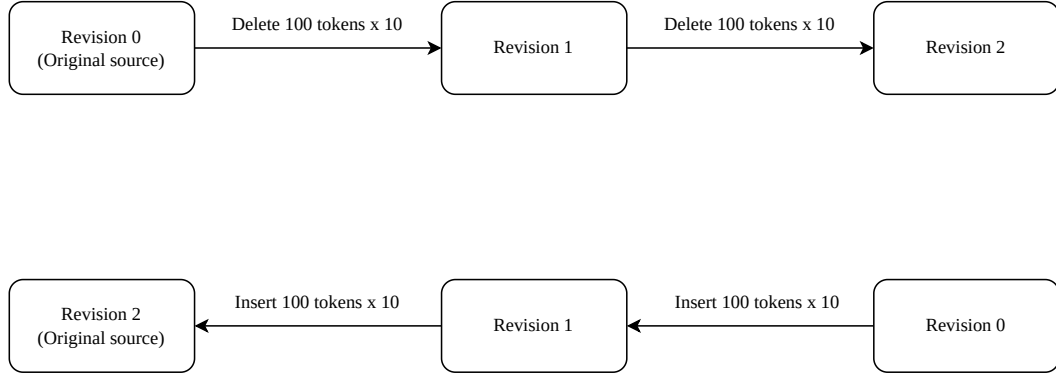 Revision 0
(Original source)
Delete 100 tokens x 10
Revision 1
Delete 100 tokens x 10
Revision 2
Revision 2
(Original source)
Insert 100 tokens x 10
Revision 1
Insert 100 tokens x 10
Revision 0